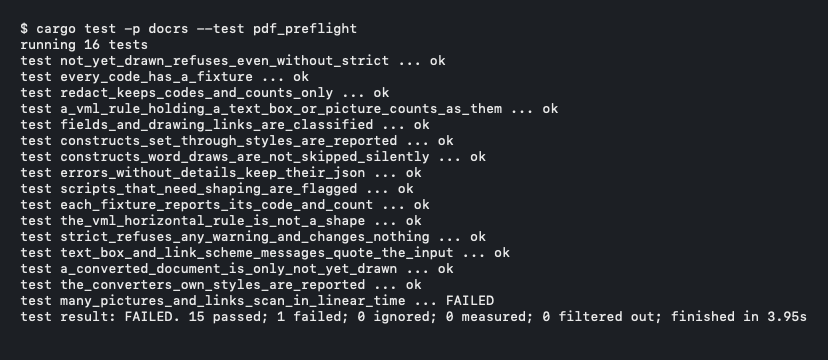 $ cargo test -p docrs --test pdf_preflight
running 16 tests
test not_yet_drawn_refuses_even_without_strict ... ok
test every_code_has_a_fixture ... ok
test redact_keeps_codes_and_counts_only ... ok
test a_vml_rule_holding_a_text_box_or_picture_counts_as_them ... ok
test fields_and_drawing_links_are_classified ... ok
test constructs_set_through_styles_are_reported ... ok
test constructs_word_draws_are_not_skipped_silently ... ok
test errors_without_details_keep_their_json ... ok
test scripts_that_need_shaping_are_flagged ... ok
test each_fixture_reports_its_code_and_count ... ok
test the_vml_horizontal_rule_is_not_a_shape ... ok
test strict_refuses_any_warning_and_changes_nothing ... ok
test text_box_and_link_scheme_messages_quote_the_input ... ok
test a_converted_document_is_only_not_yet_drawn ... ok
test the_converters_own_styles_are_reported ... ok
test many_pictures_and_links_scan_in_linear_time ... FAILED
test result: FAILED. 15 passed; 1 failed; 0 ignored; 0 measured; 0 filtered out; finished in 3.95s